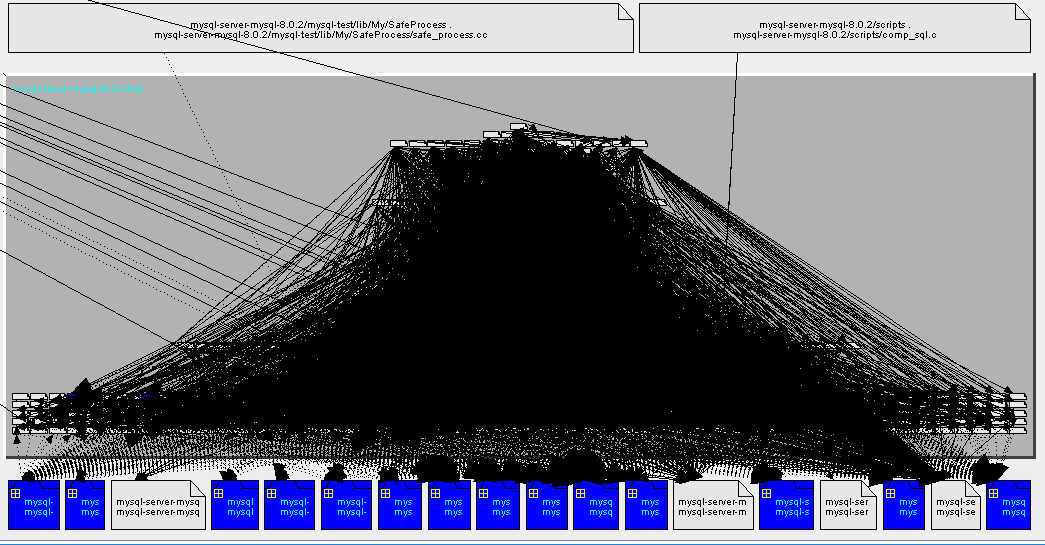 mysql-server-mysql-8.0.2/mysql-test/lib/My/SafeProcess .
mysql-server-mysql-8.0.2/mysql-test/lib/My/SafeProcess/safe_process.cc
mysql-server-mysql-8.0.2/scripts .
mysql-server-mysql-8.0.2/scripts/comp_sql.c
mysql-
mysql-
mys
mys
mysql-server-mysq
mysql-server-mysq
mysql
mysql
mysql-
mysql-
mysql-
mysql-
mys
mys
mys
mys
mys
mys
mys
mys
mysq
mysq
mys
mys
mysql-server-m
mysql-server-m
mysql-s
mysql-s
mysql-ser
mysql-ser
mys
mys
mysql-se
mysql-se
mysq
mysq